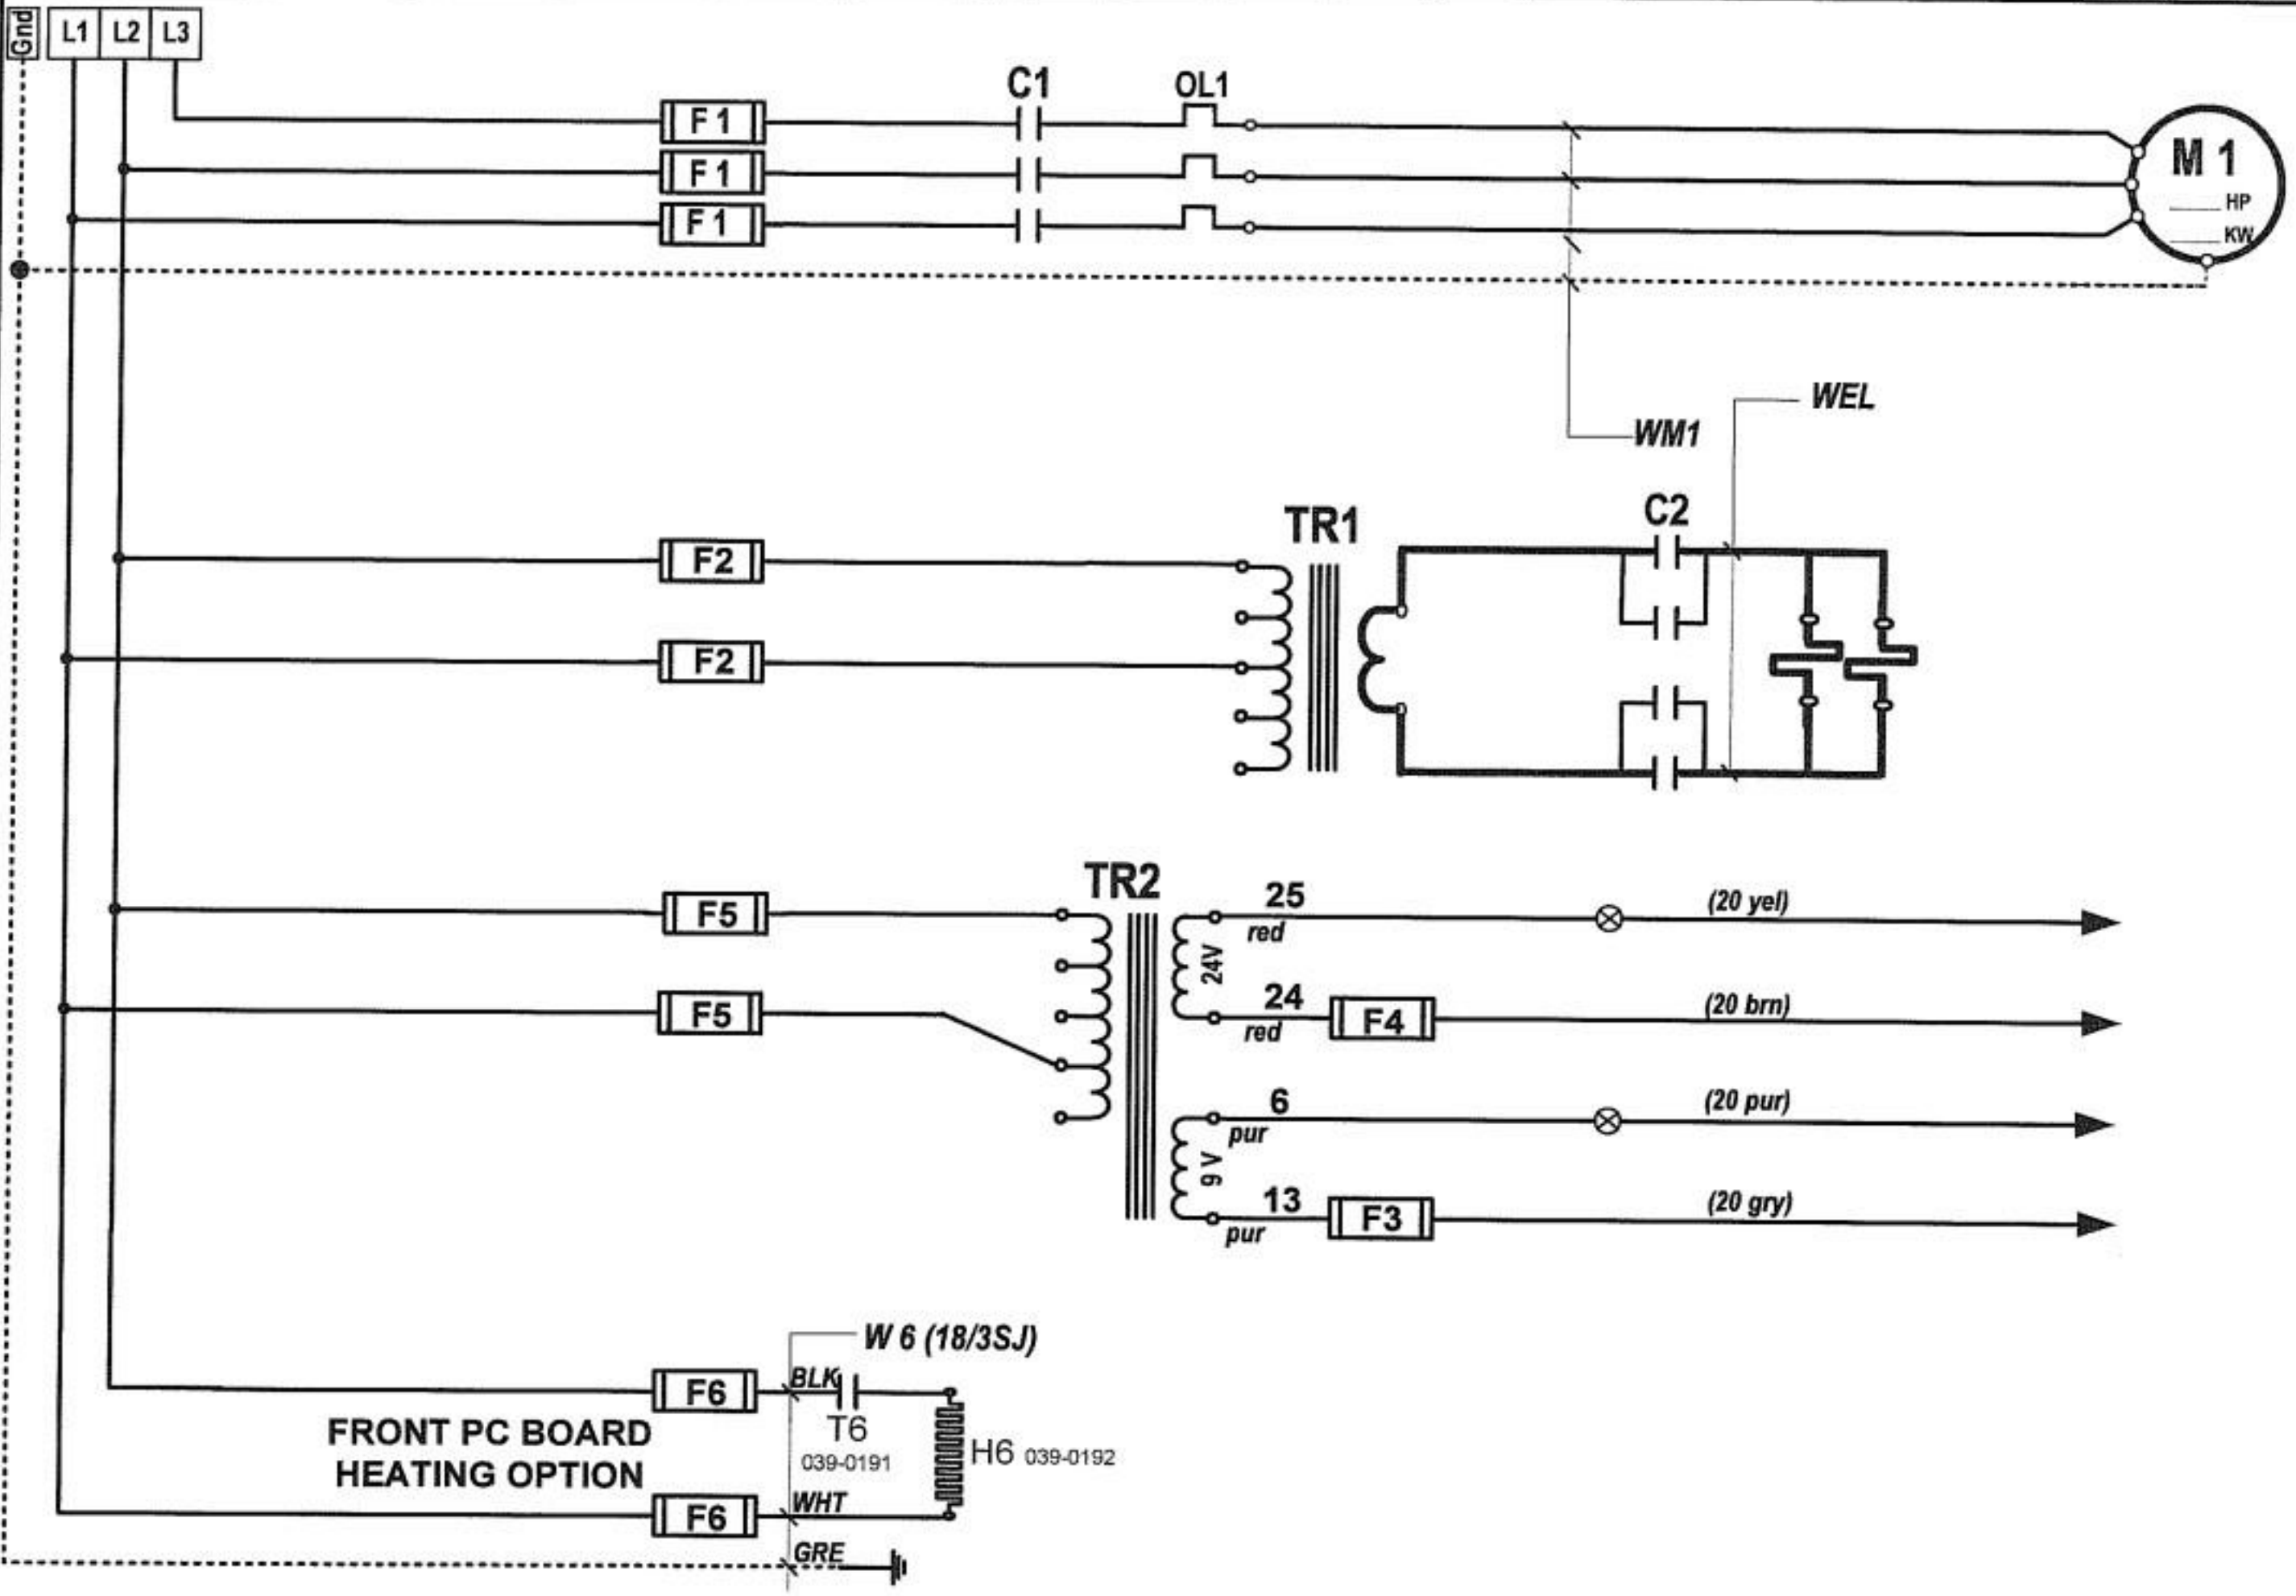 Gnd L1 L2 L3
C1 OL1
F 1
F 1
F 1
M 1
HP
KW
WEL
WM1
TR1 C2
F2
F2
TR2
F5
F5
25
red
24V
24
red
F4
(20 yel)
(20 brn)
6
pur
9 V
13
pur
F3
(20 pur)
(20 gry)
W 6 (18/3SJ)
F6
BLK
T6
039-0191
H6 039-0192
FRONT PC BOARD
HEATING OPTION
F6
WHT
GRE